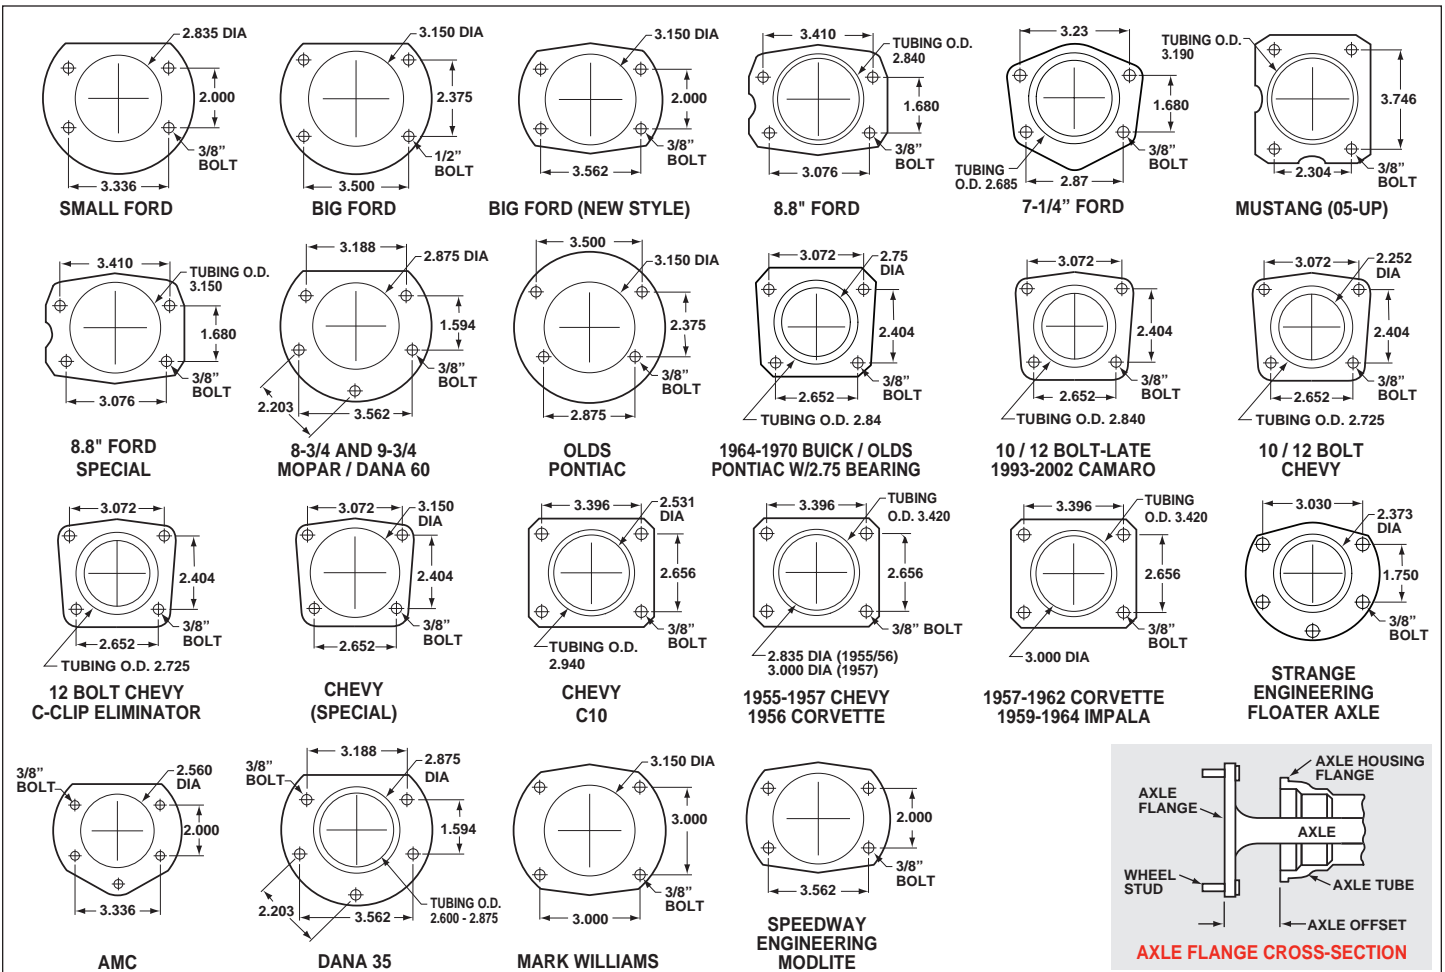 2.835 DIA
2.000
3/8”
BOLT
3.336
SMALL FORD
3.150 DIA
2.375
1/2”
BOLT
3.500
BIG FORD
3.150 DIA
2.000
3/8”
BOLT
3.562
BIG FORD (NEW STYLE)
3.410
TUBING O.D.
2.840
1.680
3/8”
BOLT
3.076
8.8" FORD
3.23
1.680
3/8”
BOLT
TUBING
O.D. 2.685
2.87
7-1/4” FORD
TUBING O.D.
3.190
3.746
3/8”
BOLT
2.304
MUSTANG (05-UP)
3.410
TUBING O.D.
3.150
1.680
3/8”
BOLT
3.076
8.8" FORD
SPECIAL
3.188
2.875 DIA
1.594
3/8”
BOLT
2.203
3.562
8-3/4 AND 9-3/4
MOPAR / DANA 60
3.500
3.150 DIA
2.375
3/8”
BOLT
2.875
OLDS
PONTIAC
3.072
2.75
DIA
2.404
3/8”
BOLT
2.652
TUBING O.D. 2.84
1964-1970 BUICK / OLDS
PONTIAC W/2.75 BEARING
3.072
2.404
3/8”
BOLT
2.652
TUBING O.D. 2.840
10 / 12 BOLT-LATE
1993-2002 CAMARO
3.072
2.252
DIA
2.404
3/8”
BOLT
2.652
TUBING O.D. 2.725
10 / 12 BOLT
CHEVY
3.072
2.404
3/8”
BOLT
2.652
TUBING O.D. 2.725
12 BOLT CHEVY
C-CLIP ELIMINATOR
3.072
3.150
DIA
2.404
3/8”
BOLT
2.652
CHEVY
(SPECIAL)
3.396
2.531
DIA
2.656
3/8”
BOLT
TUBING O.D.
2.940
CHEVY
C10
3.396
TUBING
O.D. 3.420
2.656
3/8” BOLT
2.835 DIA (1955/56)
3.000 DIA (1957)
1955-1957 CHEVY
1956 CORVETTE
3.396
TUBING
O.D. 3.420
2.656
3/8”
BOLT
3.000 DIA
1957-1962 CORVETTE
1959-1964 IMPALA
3.030
2.373
DIA
1.750
3/8”
BOLT
STRANGE
ENGINEERING
FLOATER AXLE
3/8”
BOLT
2.560
DIA
2.000
3.336
AMC
3/8”
BOLT
3.188
2.875
DIA
1.594
2.203
3.562
TUBING O.D.
2.600 - 2.875
DANA 35
3.150 DIA
3.000
3/8”
BOLT
3.000
MARK WILLIAMS
2.000
3/8”
BOLT
3.562
SPEEDWAY
ENGINEERING
MODLITE
AXLE HOUSING
FLANGE
AXLE
FLANGE
AXLE
WHEEL
STUD
AXLE TUBE
AXLE OFFSET
AXLE FLANGE CROSS-SECTION